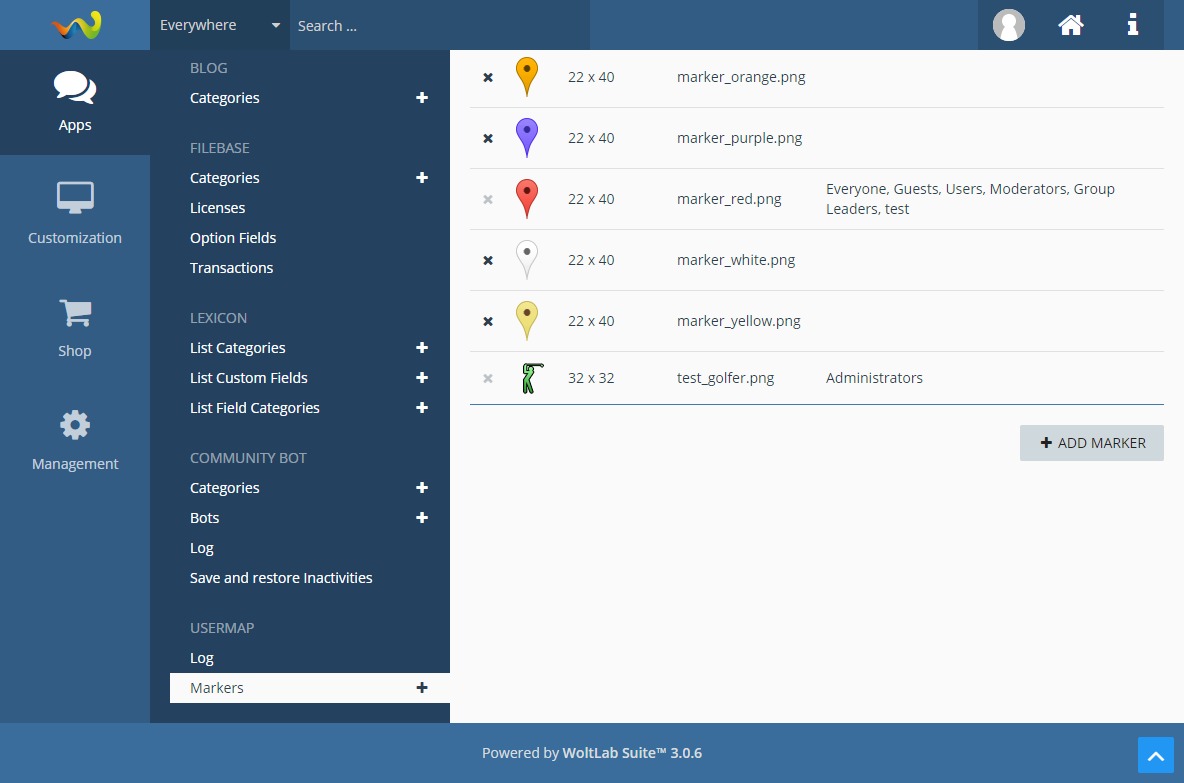 Everywhere
Search ...
Apps
Customization
Shop
Management
BLOG
Categories
FILEBASE
Categories
Licenses
Option Fields
Transactions
LEXICON
List Categories
List Custom Fields
List Field Categories
COMMUNITY BOT
Categories
Bots
Log
Save and restore Inactivities
USERMAP
Log
Markers
22 x 40 marker_orange.png
22 x 40 marker_purple.png
22 x 40 marker_red.png Everyone, Guests, Users, Moderators, Group
Leaders, test
22 x 40 marker_white.png
22 x 40 marker_yellow.png
32 x 32 test_golfer.png Administrators
ADD MARKER
Powered by WoltLab Suite™ 3.0.6